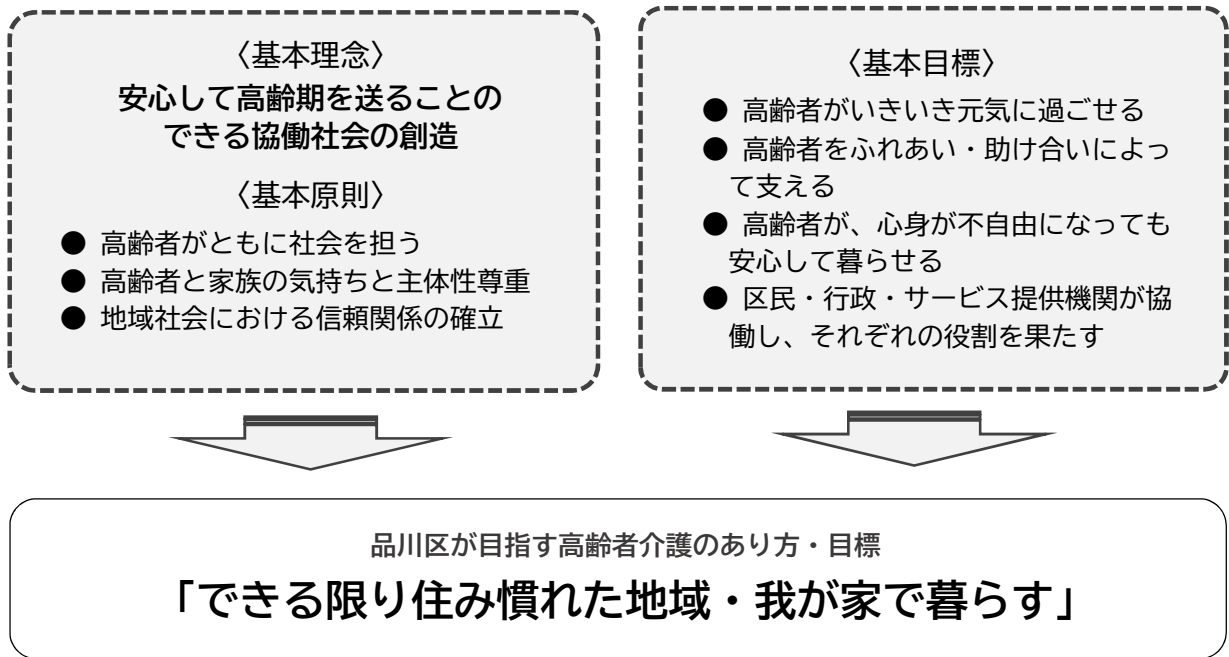 〈基本理念〉
安心して高齢期を送ることの
できる協働社会の創造
〈基本原則〉
● 高齢者がともに社会を担う
● 高齢者と家族の気持ちと主体性尊重
● 地域社会における信頼関係の確立
〈基本目標〉
● 高齢者がいきいき元気に過ごせる
● 高齢者をふれあい・助け合いによっ
て支える
● 高齢者が、心身が不自由になっても
安心して暮らせる
● 区民・行政・サービス提供機関が協
働し、それぞれの役割を果たす
品川区が目指す高齢者介護のあり方・目標
「できる限り住み慣れた地域・我が家で暮らす」